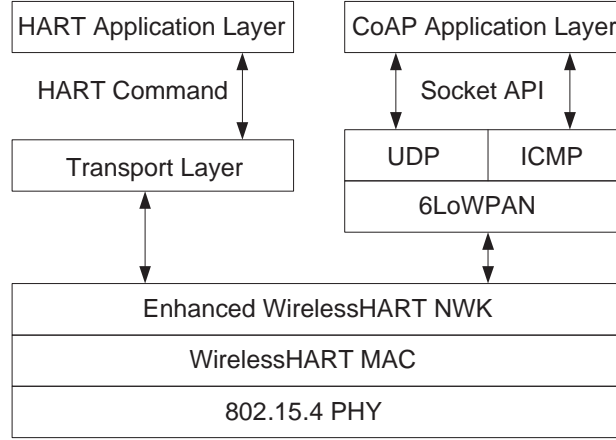 HART Application Layer
CoAP Application Layer
HART Command
Socket API
Transport Layer
UDP
ICMP
6LoWPAN
Enhanced WirelessHART NWK
WirelessHART MAC
802.15.4 PHY